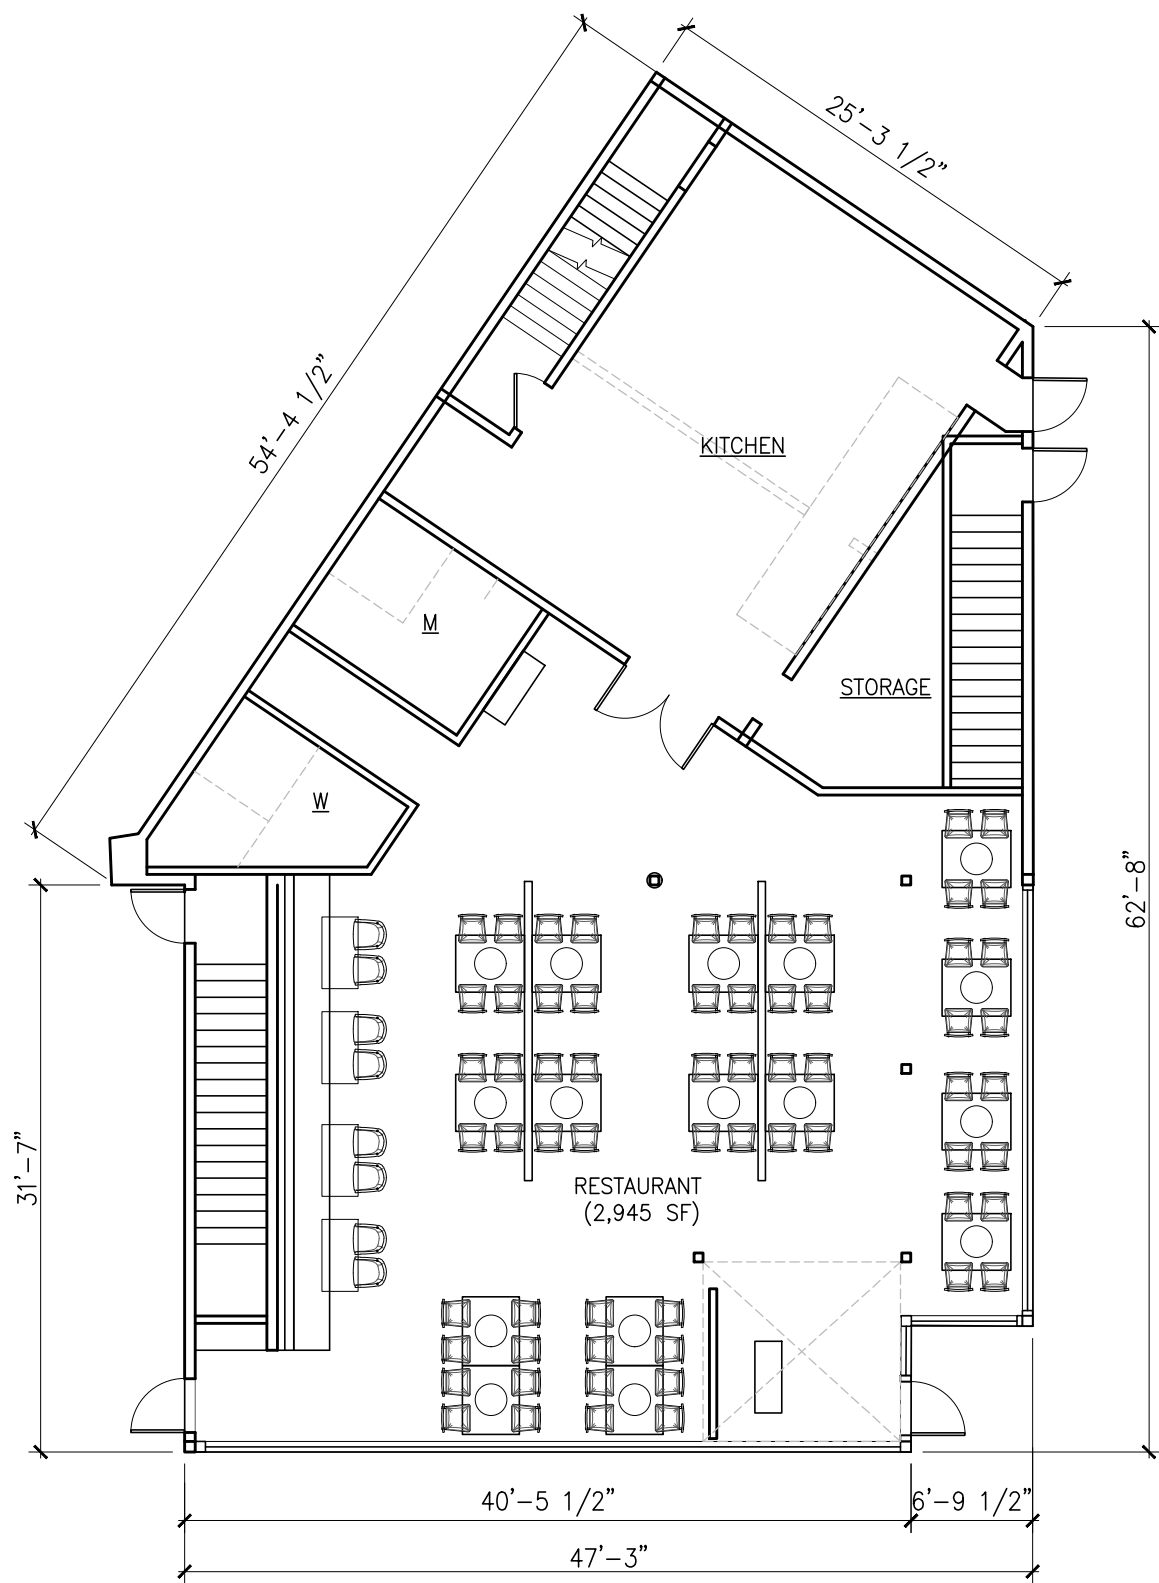 25'-3 1/2"
54'-4 1/2"
KITCHEN
M
STORAGE
W
62'-8"
31'-7"
RESTAURANT
(2,945 SF)
40'-5 1/2"
6'-9 1/2"
47'-3"